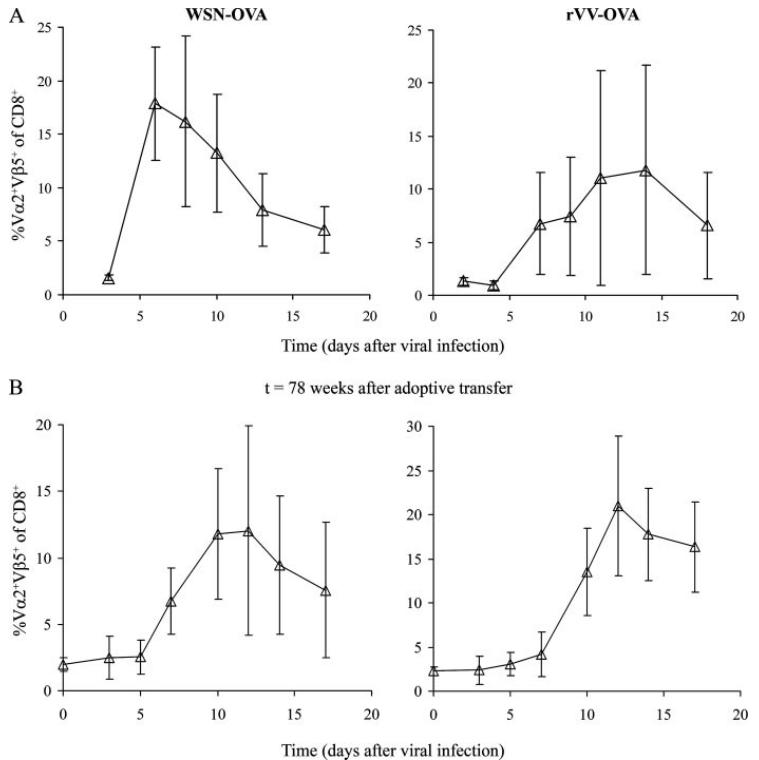 A
WSN-OVA
rVV-OVA
%Vα2⁺Vβ5⁺ of CD8⁺
25
20
15
10
5
0
0 5 10 15 20
25
20
15
10
5
0
0 5 10 15 20
Time (days after viral infection)
B
t = 78 weeks after adoptive transfer
%Vα2⁺Vβ5⁺ of CD8⁺
20
15
10
5
0
0 5 10 15 20
30
25
20
15
10
5
0
0 5 10 15 20
Time (days after viral infection)